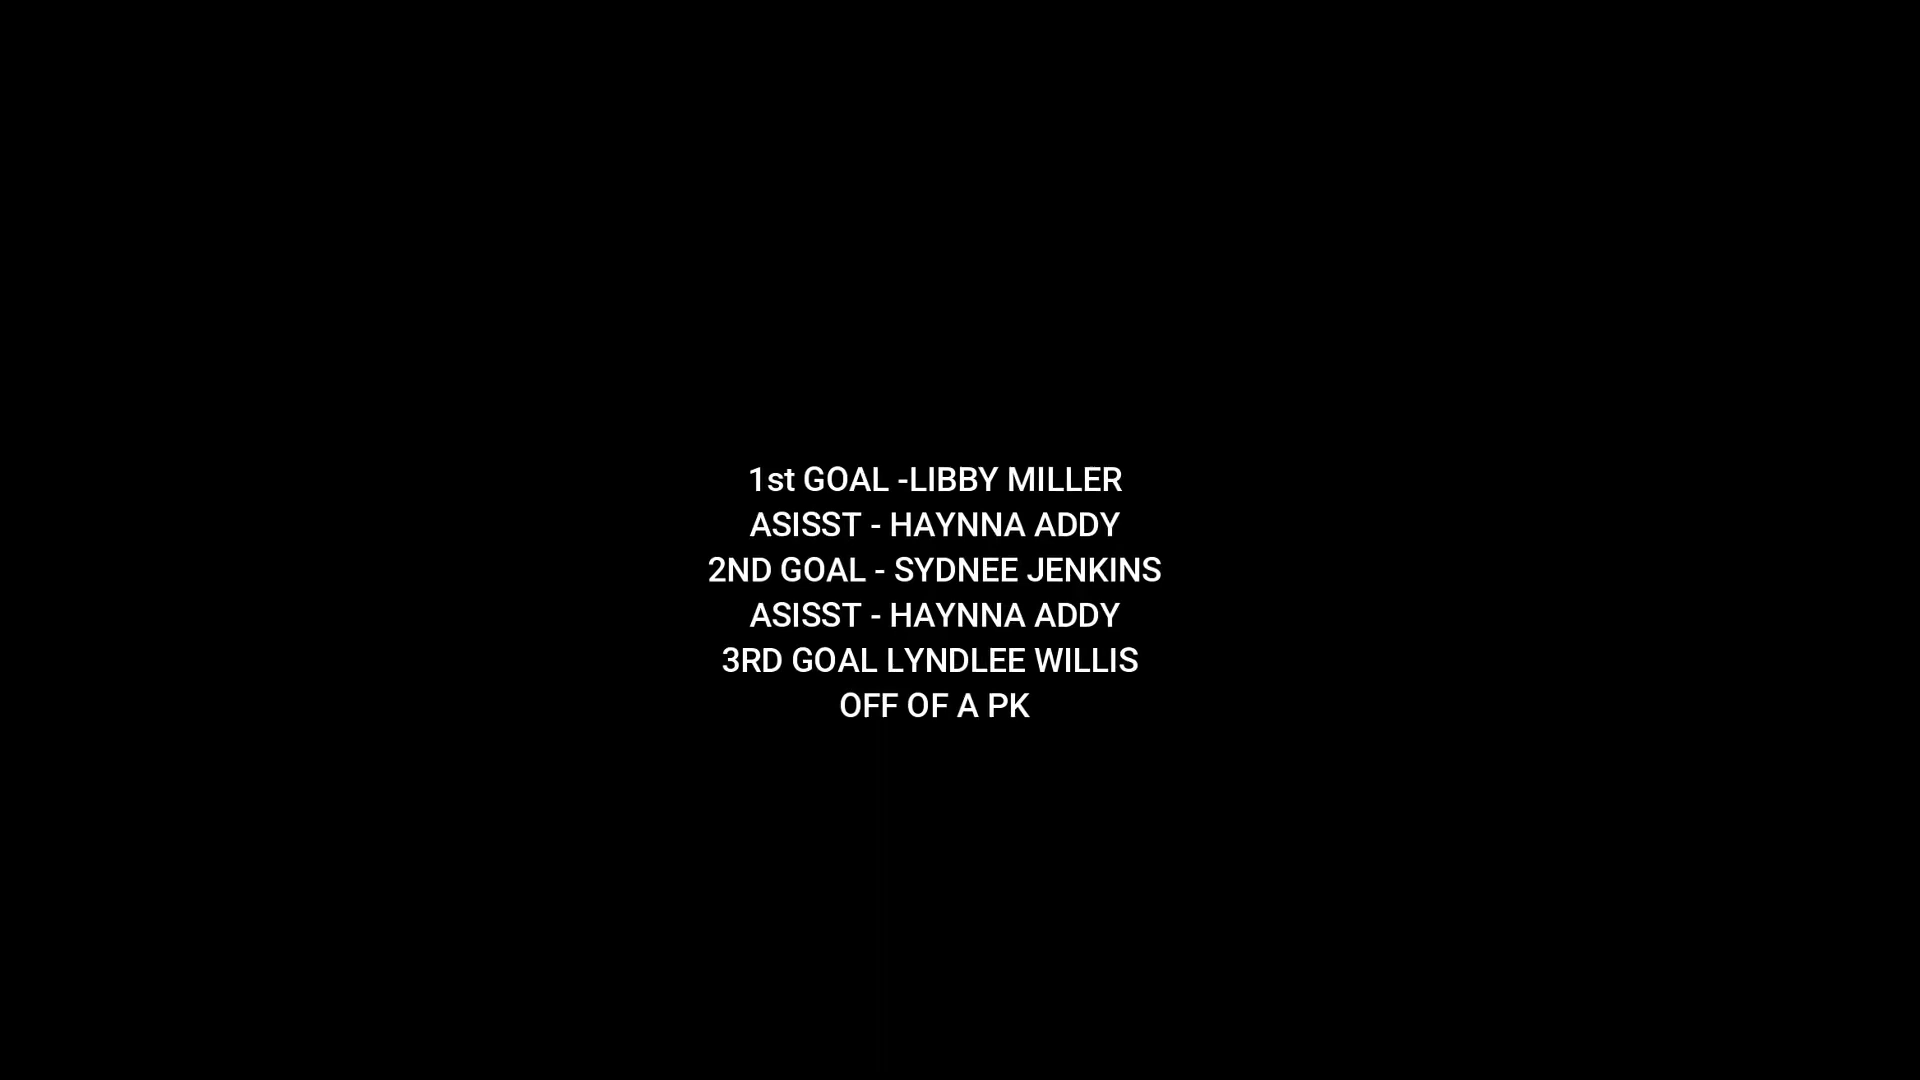 1st GOAL -LIBBY MILLER
ASISST - HAYNNA ADDY
2ND GOAL - SYDNEE JENKINS
ASISST - HAYNNA ADDY
3RD GOAL LYNDLEE WILLIS
OFF OF A PK